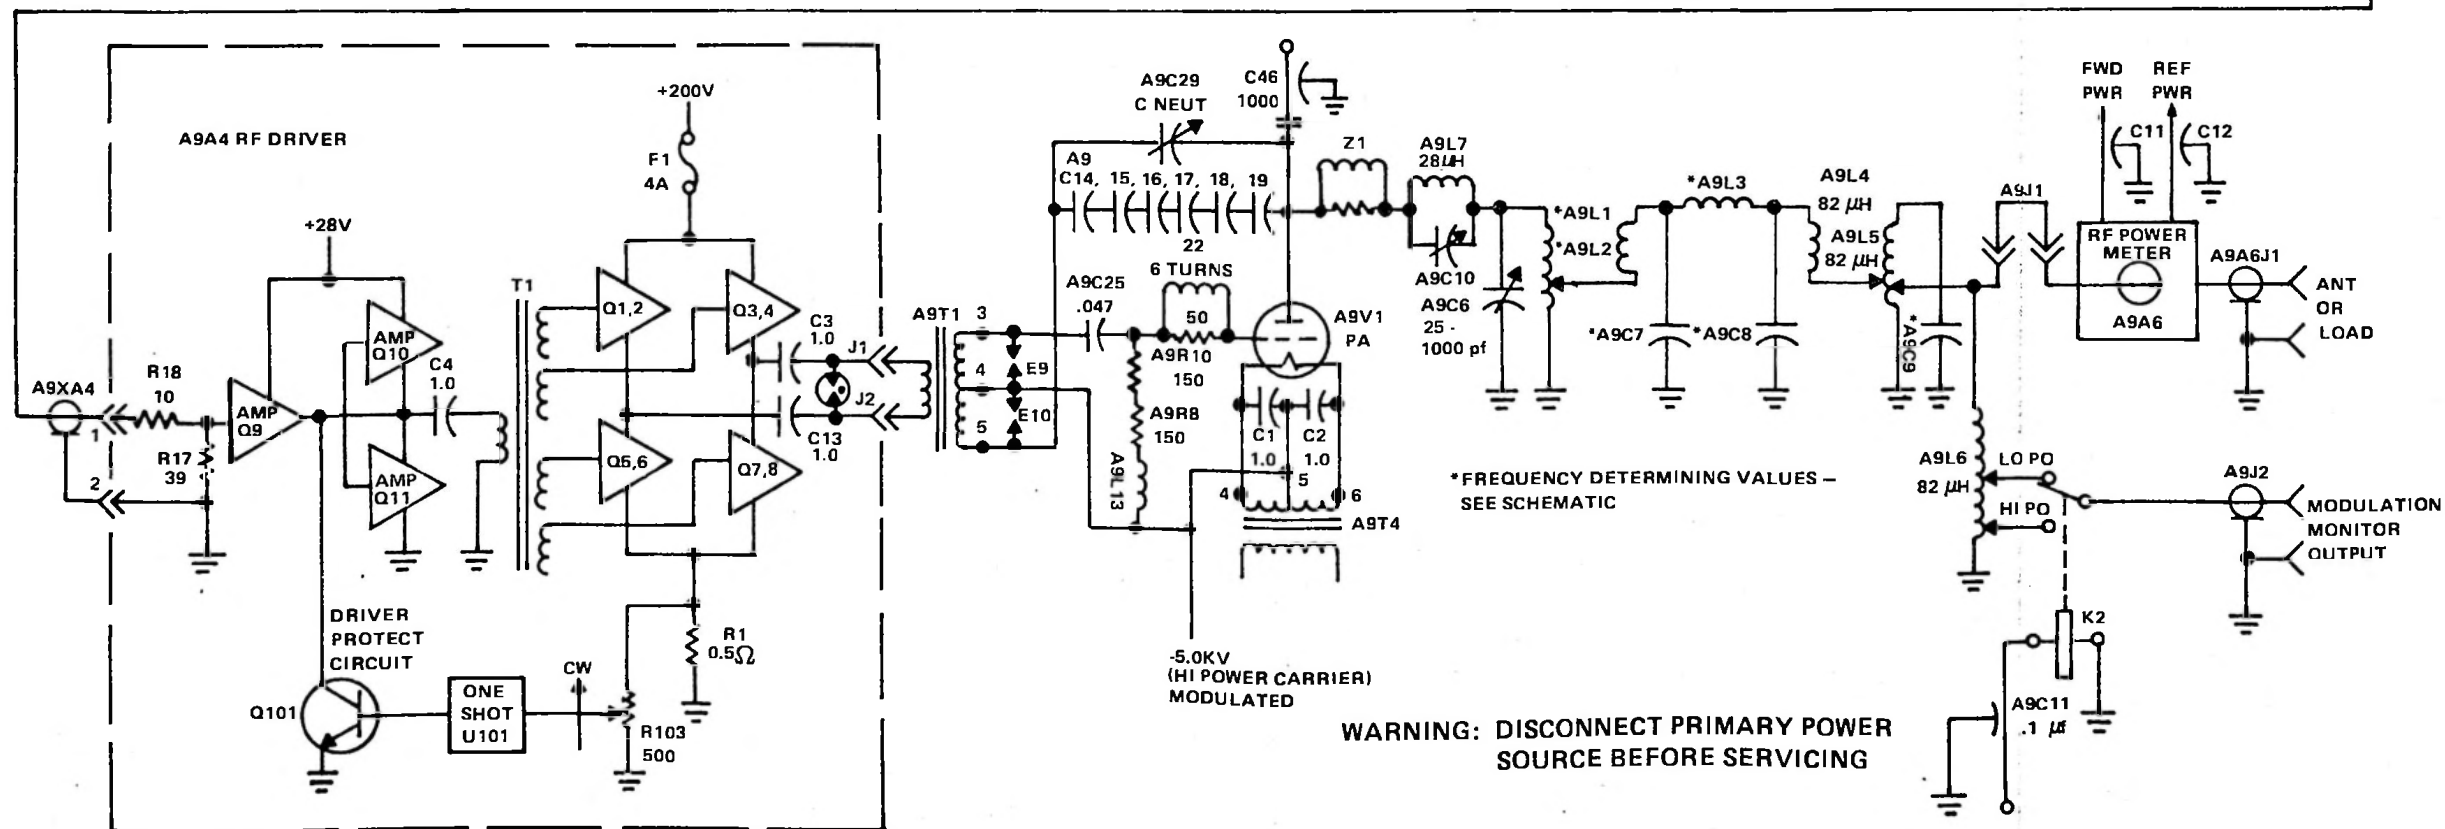 A9A4 RF DRIVER
+200V
F1
4A
+28V
T1
Q1,2
Q3,4
AMP
Q10
C4
1.0
C3
1.0
J1
J2
A9XA4
1
2
R18
10
R17
39
AMP
Q9
AMP
Q11
Q5,6
Q7,8
C13
1.0
DRIVER
PROTECT
CIRCUIT
Q101
ONE
SHOT
U101
CW
R103
500
R1
0.5Ω
A9T1
3
4
5
E9
E10
A9C29
C NEUT
C46
1000
A9
C14, 15, 16, 17, 18, 19
22
6 TURNS
50
A9C25
.047
A9R10
150
A9R8
150
A9L13
A9V1
PA
C1
1.0
C2
1.0
4
5
6
A9T4
-5.0KV
(HI POWER CARRIER)
MODULATED
Z1
A9L7
28µH
A9C10
A9C6
25 -
1000 pf
*A9L1
*A9L2
*A9L3
*A9C7
*A9C8
A9L4
82 µH
A9L5
82 µH
*A9C9
A9J1
FWD
PWR
REF
PWR
C11
C12
RF POWER
METER
A9A6
A9A6J1
ANT
OR
LOAD
*FREQUENCY DETERMINING VALUES –
SEE SCHEMATIC
A9L6
82 µH
LO PO
HI PO
A9J2
MODULATION
MONITOR
OUTPUT
K2
A9C11
.1 µf
WARNING: DISCONNECT PRIMARY POWER
SOURCE BEFORE SERVICING